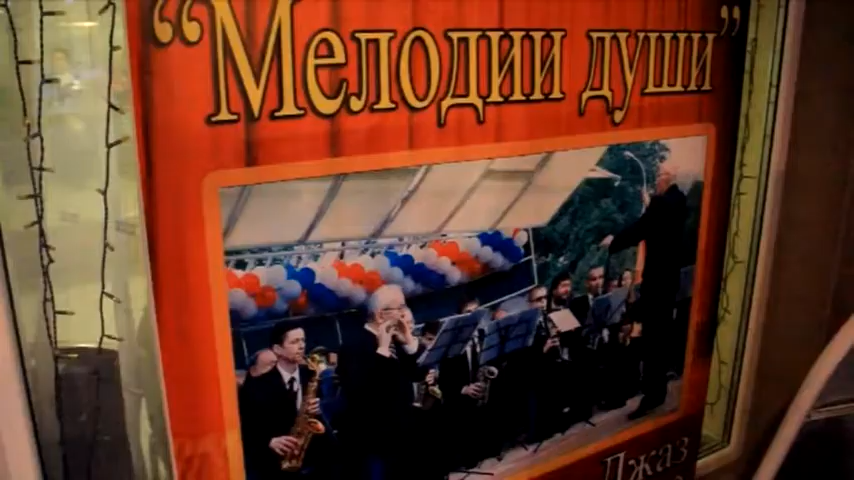 “Мелодии души”
Джаз